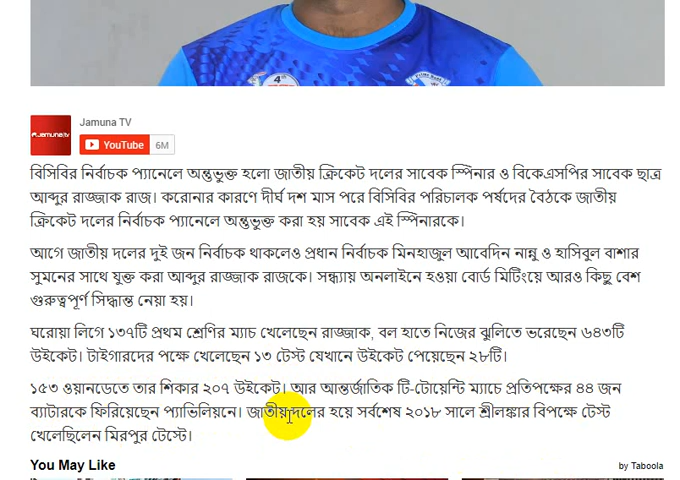 4th
Jamuna TV
Jamuna tv
YouTube 6M
বিসিবির নির্বাচক প্যানেলে অন্তুভুক্ত হলো জাতীয় ক্রিকেট দলের সাবেক স্পিনার ও বিকেএসপির সাবেক ছাত্র
আব্দুর রাজ্জাক রাজ। করোনার কারণে দীর্ঘ দশ মাস পরে বিসিবির পরিচালক পর্ষদের বৈঠকে জাতীয়
ক্রিকেট দলের নির্বাচক প্যানেলে অন্তুভুক্ত করা হয় সাবেক এই স্পিনারকে।
আগে জাতীয় দলের দুই জন নির্বাচক থাকলেও প্রধান নির্বাচক মিনহাজুল আবেদিন নান্নু ও হাসিবুল বাশার
সুমনের সাথে যুক্ত করা আব্দুর রাজ্জাক রাজকে। সন্ধ্যায় অনলাইনে হওয়া বোর্ড মিটিংয়ে আরও কিছু বেশ
গুরুত্বপূর্ণ সিদ্ধান্ত নেয়া হয়।
ঘরোয়া লিগে ১৩৭টি প্রথম শ্রেণির ম্যাচ খেলেছেন রাজ্জাক, বল হাতে নিজের ঝুলিতে ভরেছেন ৬৪৩টি
উইকেট। টাইগারদের পক্ষে খেলেছেন ১৩ টেস্ট যেখানে উইকেট পেয়েছেন ২৮টি।
১৫৩ ওয়ানডেতে তার শিকার ২০৭ উইকেট। আর আন্তর্জাতিক টি-টোয়েন্টি ম্যাচে প্রতিপক্ষের ৪৪ জন
ব্যাটারকে ফিরিয়েছেন প্যাভিলিয়নে। জাতীয় দলের হয়ে সর্বশেষ ২০১৮ সালে শ্রীলঙ্কার বিপক্ষে টেস্ট
খেলেছিলেন মিরপুর টেস্টে।
You May Like
by Taboola